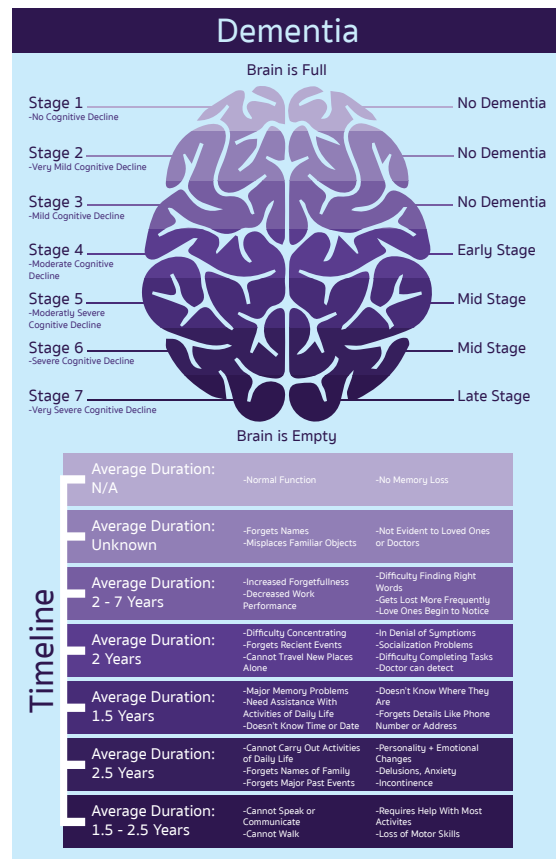 Dementia
Brain is Full
Stage 1
-No Cognitive Decline
No Dementia
Stage 2
-Very Mild Cognitive Decline
No Dementia
Stage 3
-Mild Cognitive Decline
No Dementia
Stage 4
-Moderate Cognitive
Decline
Early Stage
Stage 5
-Moderatly Severe
Cognitive Decline
Mid Stage
Stage 6
-Severe Cognitive Decline
Mid Stage
Stage 7
-Very Severe Cognitive Decline
Late Stage
Brain is Empty
Timeline
Average Duration:
N/A
-Normal Function
-No Memory Loss
Average Duration:
Unknown
-Forgets Names
-Misplaces Familiar Objects
-Not Evident to Loved Ones
or Doctors
Average Duration:
2 - 7 Years
-Increased Forgetfullness
-Decreased Work
Performance
-Difficulty Finding Right
Words
-Gets Lost More Frequently
-Love Ones Begin to Notice
Average Duration:
2 Years
-Difficulty Concentrating
-Forgets Recient Events
-Cannot Travel New Places
Alone
-In Denial of Symptoms
-Socialization Problems
-Difficulty Completing Tasks
-Doctor can detect
Average Duration:
1.5 Years
-Major Memory Problems
-Need Assistance With
Activities of Daily Life
-Doesn't Know Time or Date
-Doesn't Know Where They
Are
-Forgets Details Like Phone
Number or Address
Average Duration:
2.5 Years
-Cannot Carry Out Activities
of Daily Life
-Forgets Names of Family
-Forgets Major Past Events
-Personality + Emotional
Changes
-Delusions, Anxiety
-Incontinence
Average Duration:
1.5 - 2.5 Years
-Cannot Speak or
Communicate
-Cannot Walk
-Requires Help With Most
Activites
-Loss of Motor Skills